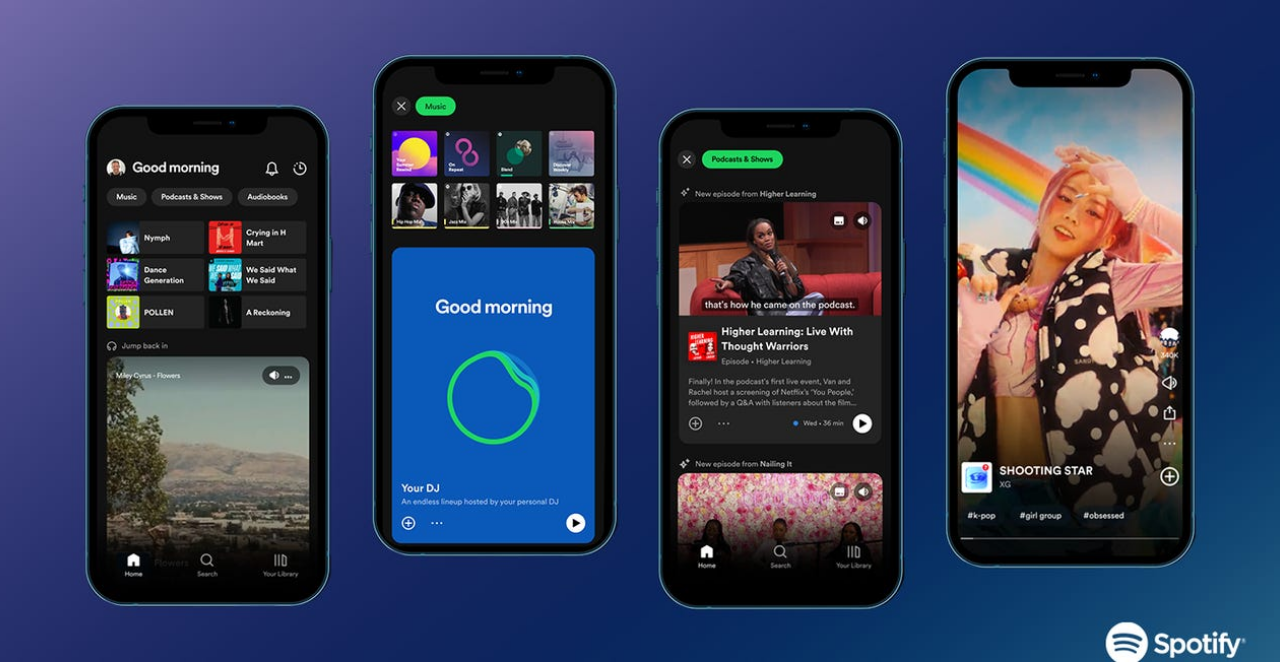 Good morning
Music
Podcasts & Shows
Audiobooks
Nymph
Crying in H
Mart
Dance
Generation
We Said What
We Said
POLLEN
A Reckoning
Jump back in
Miley Cyrus - Flowers
Flowers
Home
Search
Your Library
Music
On
Repeat
Blend
Discover
Weekly
Hip Hop Mix
Jazz Mix
Good morning
Your DJ
An endless lineup hosted by your personal DJ
Podcasts & Shows
New episode from Higher Learning
that's how he came on the podcast.
HIGHER
LEARNING
Higher Learning: Live With
Thought Warriors
Episode • Higher Learning
Finally! In the podcast's first live event, Van and
Rachel host a screening of Netflix's "You People,"
followed by a Q&A with listeners about the film...
Wed • 36 min
New episode from Nailing It
Home
Search
Your Library
340K
SHOOTING STAR
XG
#k-pop
#girl group
#obsessed
Spotify